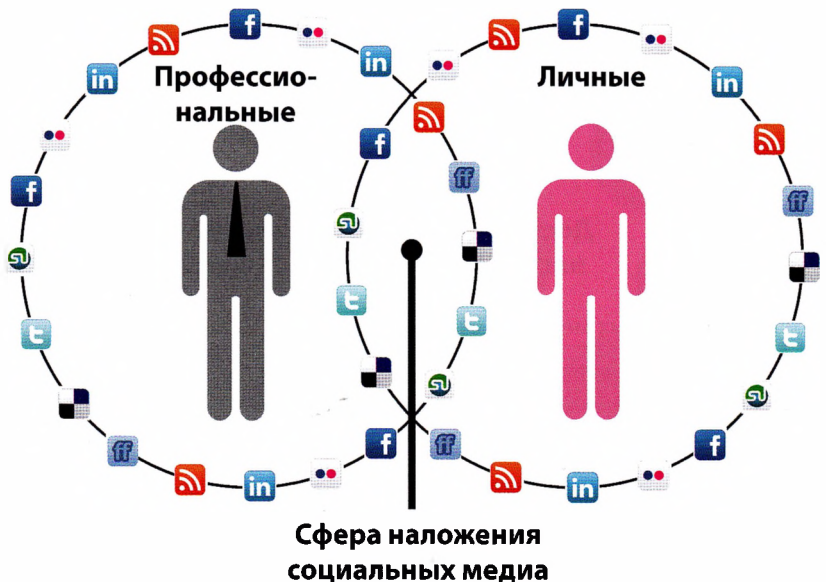 Профессио-
нальные
Личные
Сфера наложения
социальных медиа